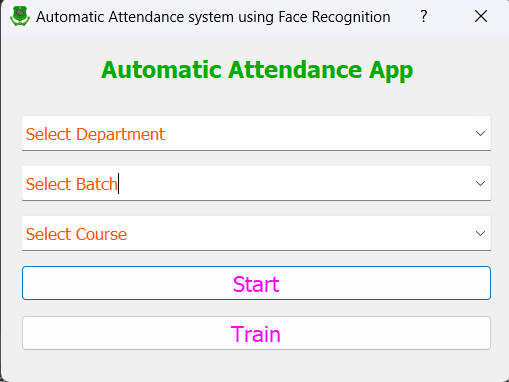 Automatic Attendance system using Face Recognition ?
Automatic Attendance App
Select Department
Select Batch
Select Course
Start
Train